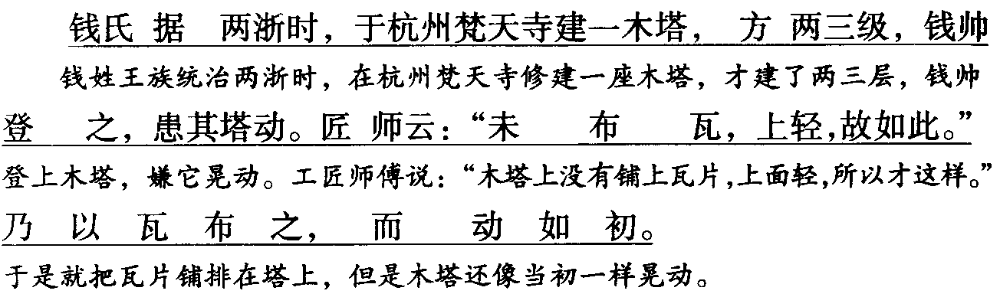 钱氏 据 两浙时，于杭州梵天寺建一木塔， 方 两三级，钱帅
钱姓王族统治两浙时，在杭州梵天寺修建一座木塔，才建了两三层，钱帅
登 之，患其塔动。匠 师云：“未 布 瓦，上轻,故如此。”
登上木塔，嫌它晃动。工匠师傅说：“木塔上没有铺上瓦片,上面轻,所以才这样。”
乃 以 瓦 布 之， 而 动 如 初。
于是就把瓦片铺排在塔上，但是木塔还像当初一样晃动。